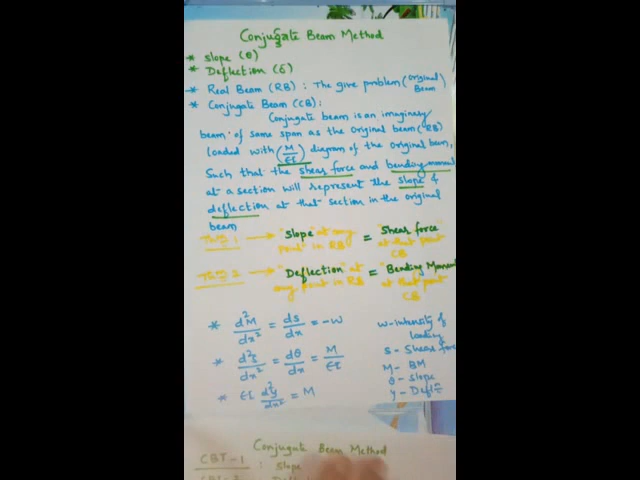 Conjugate Beam Method
* Slope (θ)
* Deflection (δ)
* Real Beam (RB) : The give problem (original Beam)
* Conjugate Beam (CB) :
Conjugate beam is an imaginary
beam of same span as the original beam (RB)
loaded with (M/EI) diagram of the original beam,
Such that the shear force and bending moment
at a section will represent the slope &
deflection at that section in the original
beam
Thm 1 → "Slope" at any point in RB = "Shear force at that point CB
Thm 2 → "Deflection" at any point in RB = "Bending Moment at that point CB
* d²M/dx² = ds/dx = -w
* d²y/dx² = dθ/dx = M/EI
* EI d²y/dx² = M
w - intensity of loading
S - Shear force
M - BM
θ - Slope
y - Defln
Conjugate Beam Method
CBT-1 : Slope